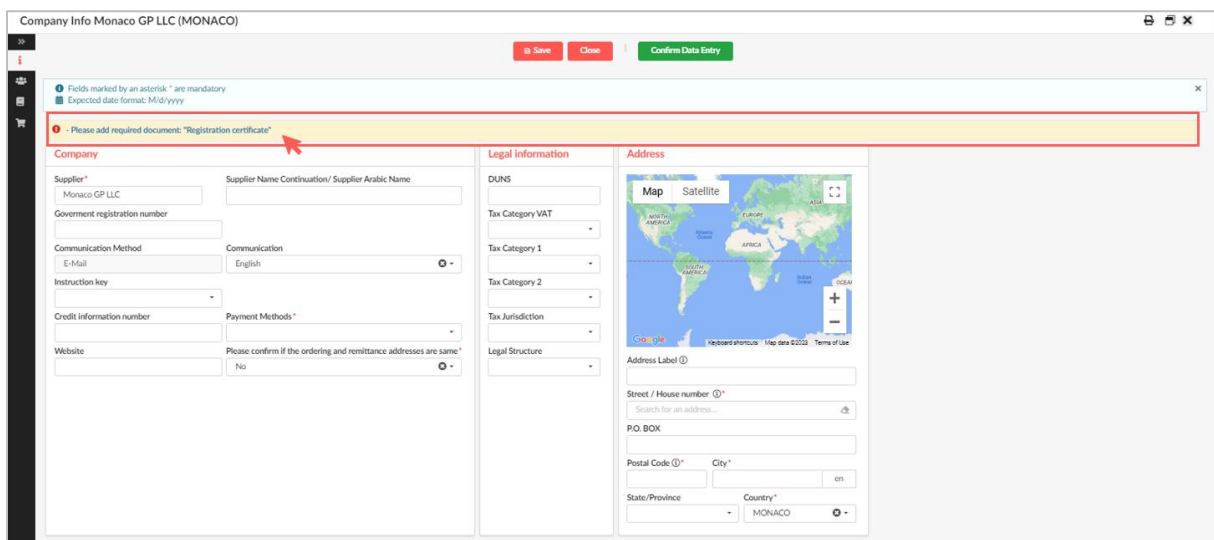 Company Info Monaco GP LLC (MONACO)
Save Close Confirm Data Entry
Fields marked by an asterisk * are mandatory
Expected date format: M/d/yyyy
- Please add required document: "Registration certificate"
Company
Supplier*
Supplier Name Continuation/ Supplier Arabic Name
Monaco GP LLC
Goverment registration number
Communication Method
Communication
E-Mail
English
Instruction key
Credit information number
Payment Methods*
Website
Please confirm if the ordering and remittance addresses are same*
No
Legal information
DUNS
Tax Category VAT
Tax Category 1
Tax Category 2
Tax Jurisdiction
Legal Structure
Address
Map Satellite
NORTH AMERICA
EUROPE
ASIA
Atlantic Ocean
AFRICA
SOUTH AMERICA
Indian Ocean
OCEAN
Google
Keyboard shortcuts Map data ©2023 Terms of Use
Address Label
Street / House number *
Search for an address...
P.O. BOX
Postal Code *
City*
en
State/Province
Country*
MONACO